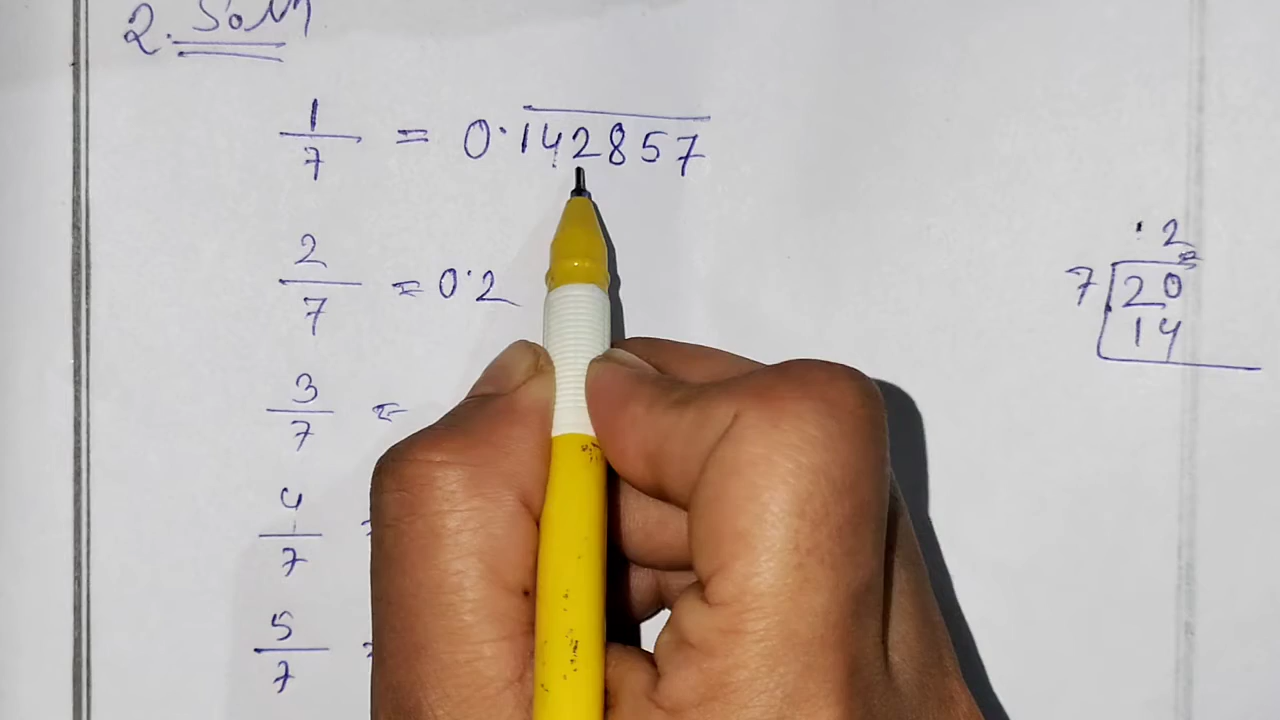 2. Soln
1/7 = 0.142857
2/7 = 0.2
3/7 =
4/7
5/7
.2
7 20
14